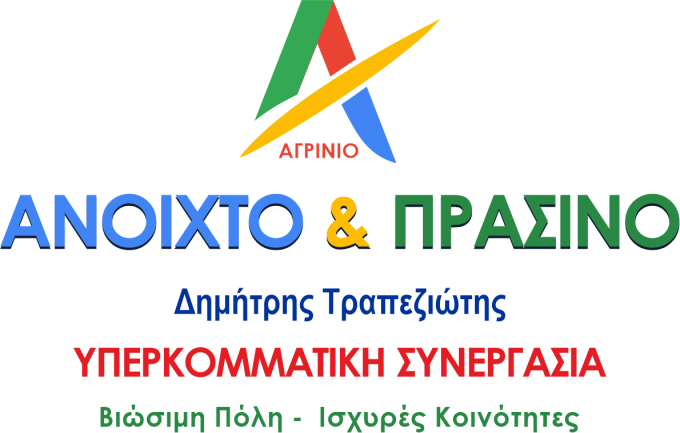 ΑΓΡΙΝΙΟ
ΑΝΟΙΧΤΟ & ΠΡΑΣΙΝΟ
Δημήτρης Τραπεζιώτης
ΥΠΕΡΚΟΜΜΑΤΙΚΗ ΣΥΝΕΡΓΑΣΙΑ
Βιώσιμη Πόλη - Ισχυρές Κοινότητες